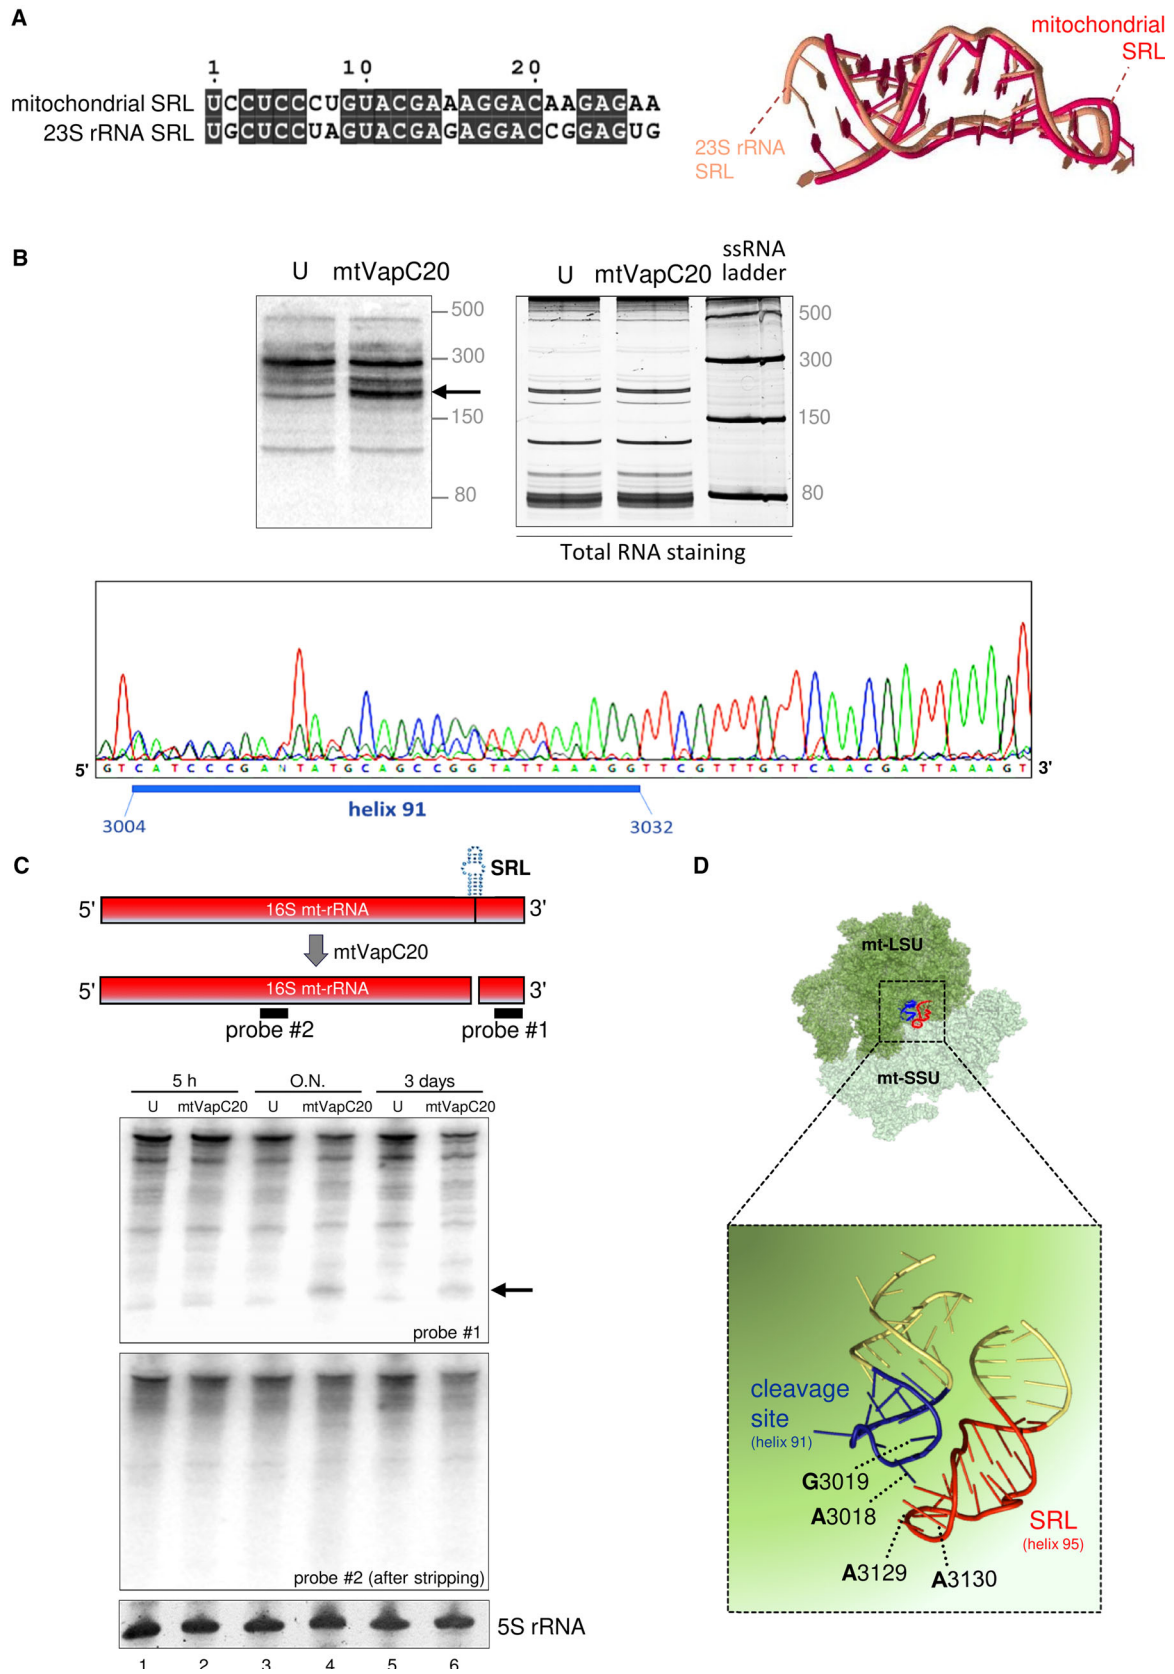 A
1 10 20
mitochondrial SRL UCCUCCCUGUACGAAAGGACAAGAGAA
23S rRNA SRL UGCUCCUAGUACGAGAGGACCGGAGUG
mitochondrial
SRL
23S rRNA
SRL
B
U mtVapC20
500
300
150
80
U mtVapC20 ssRNA
ladder
500
300
150
80
Total RNA staining
5' GTCATCCCGANTATGCAGCCGGTATTAAAGGTTCGTTTGTTCAACGATTAAAGT 3'
helix 91
3004 3032
C
SRL
5' 16S mt-rRNA 3'
mtVapC20
5' 16S mt-rRNA 3'
probe #2 probe #1
5 h O.N. 3 days
U mtVapC20 U mtVapC20 U mtVapC20
probe #1
probe #2 (after stripping)
5S rRNA
1 2 3 4 5 6
D
mt-LSU
mt-SSU
cleavage
site
(helix 91)
G3019
A3018
SRL
(helix 95)
A3129 A3130